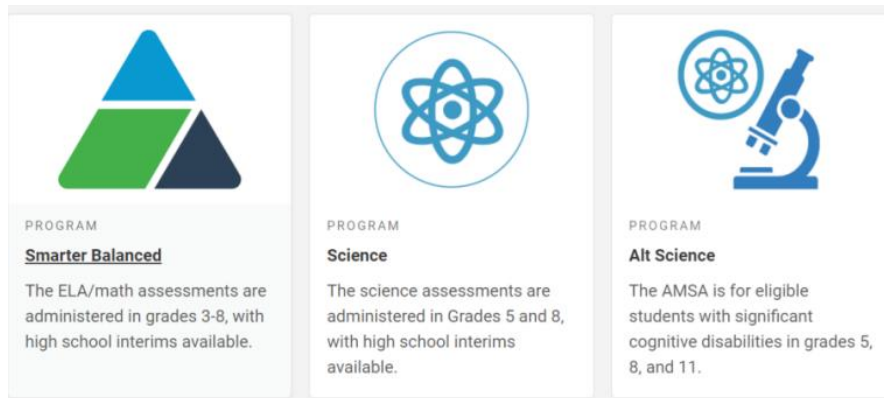 PROGRAM
Smarter Balanced
The ELA/math assessments are
administered in grades 3-8, with
high school interims available.
PROGRAM
Science
The science assessments are
administered in Grades 5 and 8,
with high school interims
available.
PROGRAM
Alt Science
The AMSA is for eligible
students with significant
cognitive disabilities in grades 5,
8, and 11.